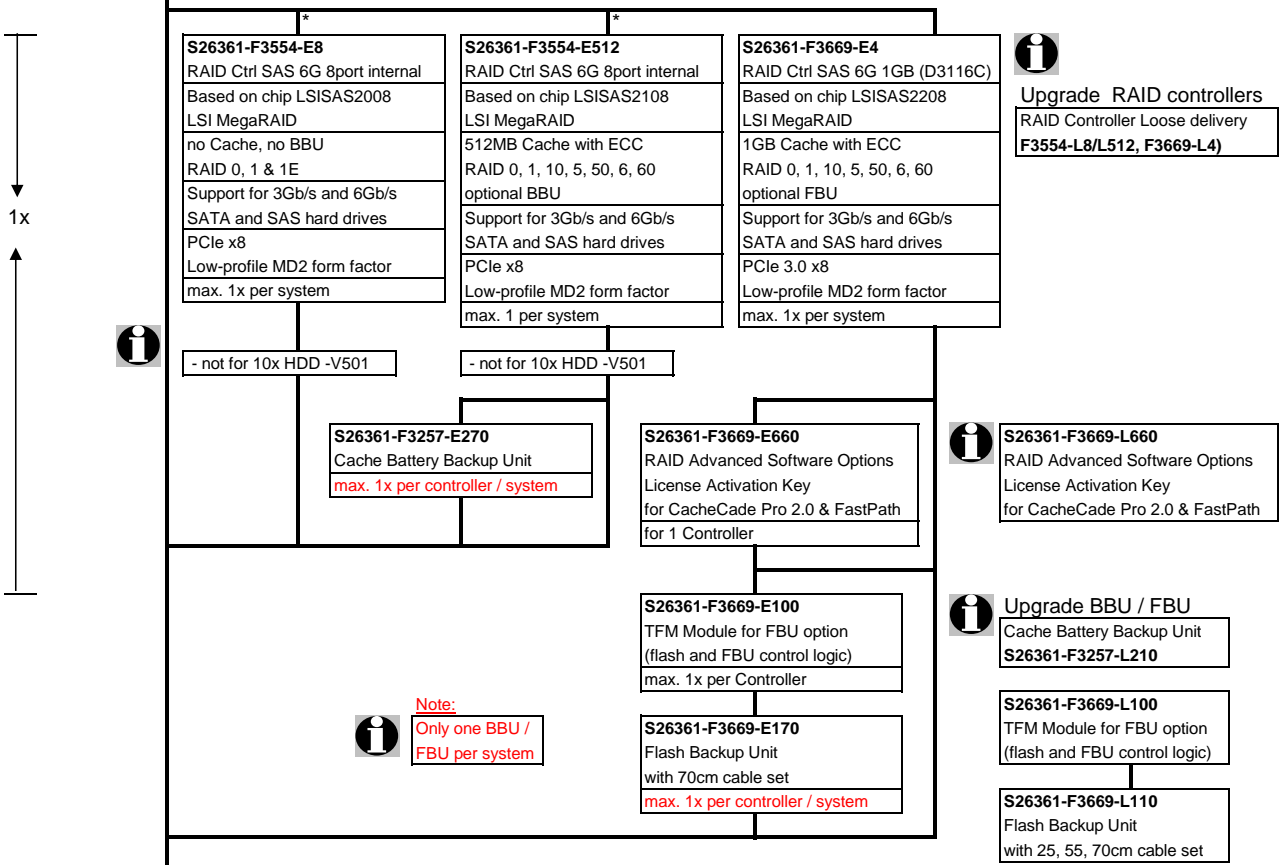 *
*
S26361-F3554-E8
RAID Ctrl SAS 6G 8port internal
Based on chip LSISAS2008
LSI MegaRAID
no Cache, no BBU
RAID 0, 1 & 1E
Support for 3Gb/s and 6Gb/s
SATA and SAS hard drives
PCIe x8
Low-profile MD2 form factor
max. 1x per system
S26361-F3554-E512
RAID Ctrl SAS 6G 8port internal
Based on chip LSISAS2108
LSI MegaRAID
512MB Cache with ECC
RAID 0, 1, 10, 5, 50, 6, 60
optional BBU
Support for 3Gb/s and 6Gb/s
SATA and SAS hard drives
PCIe x8
Low-profile MD2 form factor
max. 1 per system
S26361-F3669-E4
RAID Ctrl SAS 6G 1GB (D3116C)
Based on chip LSISAS2208
LSI MegaRAID
1GB Cache with ECC
RAID 0, 1, 10, 5, 50, 6, 60
optional FBU
Support for 3Gb/s and 6Gb/s
SATA and SAS hard drives
PCIe 3.0 x8
Low-profile MD2 form factor
max. 1x per system
Upgrade RAID controllers
RAID Controller Loose delivery
F3554-L8/L512, F3669-L4)
1x
- not for 10x HDD -V501
- not for 10x HDD -V501
S26361-F3257-E270
Cache Battery Backup Unit
max. 1x per controller / system
S26361-F3669-E660
RAID Advanced Software Options
License Activation Key
for CacheCade Pro 2.0 & FastPath
for 1 Controller
S26361-F3669-L660
RAID Advanced Software Options
License Activation Key
for CacheCade Pro 2.0 & FastPath
S26361-F3669-E100
TFM Module for FBU option
(flash and FBU control logic)
max. 1x per Controller
Upgrade BBU / FBU
Cache Battery Backup Unit
S26361-F3257-L210
Note:
Only one BBU /
FBU per system
S26361-F3669-E170
Flash Backup Unit
with 70cm cable set
max. 1x per controller / system
S26361-F3669-L100
TFM Module for FBU option
(flash and FBU control logic)
S26361-F3669-L110
Flash Backup Unit
with 25, 55, 70cm cable set